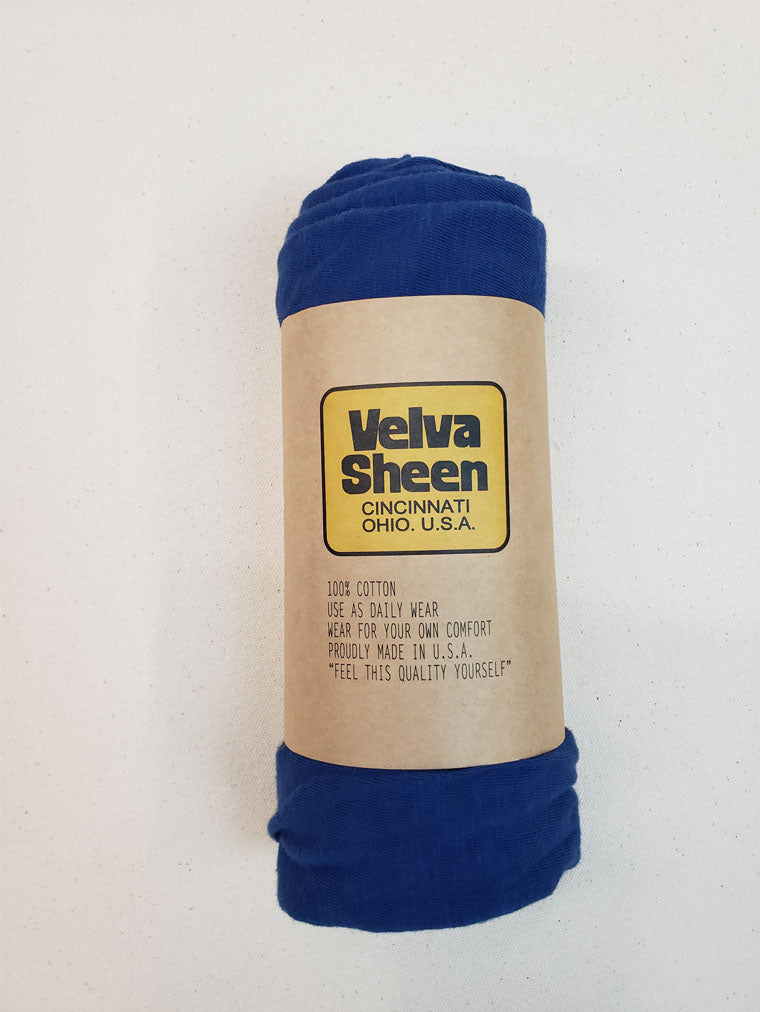 Velva
Sheen
CINCINNATI
OHIO. U.S.A.
100% COTTON
USE AS DAILY WEAR
WEAR FOR YOUR OWN COMFORT
PROUDLY MADE IN U.S.A.
"FEEL THIS QUALITY YOURSELF"